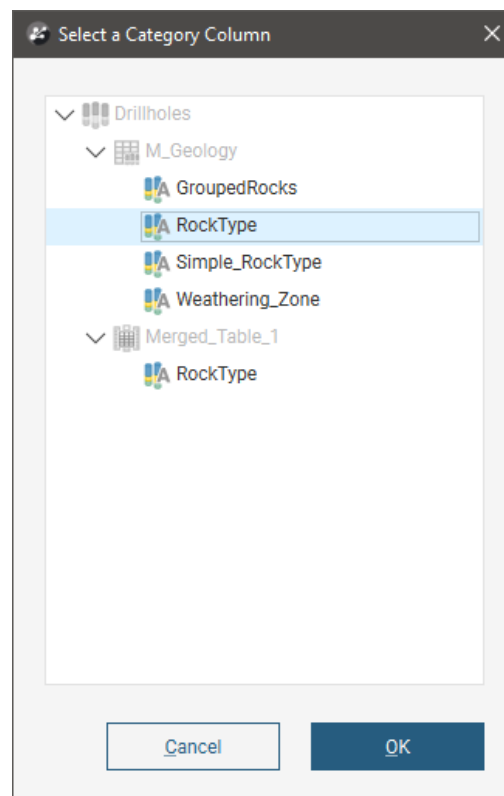 Select a Category Column
Drillholes
M_Geology
GroupedRocks
RockType
Simple_RockType
Weathering_Zone
Merged_Table_1
RockType
Cancel OK